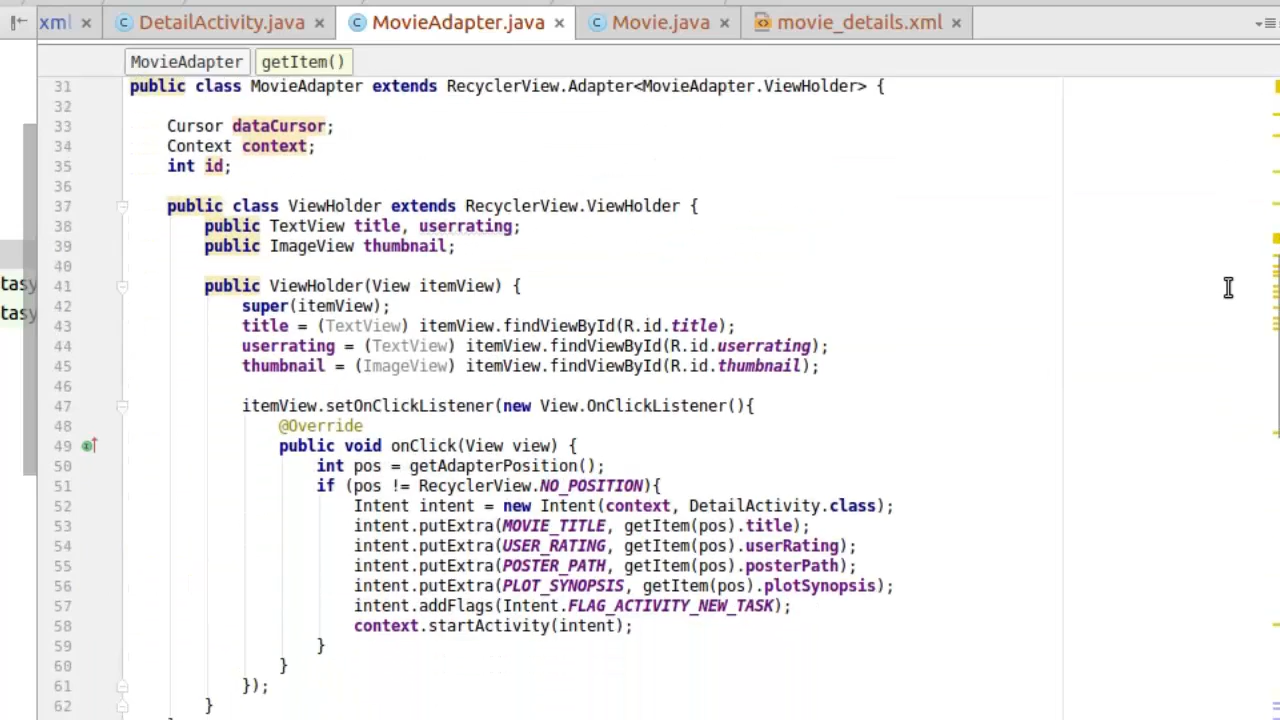 xml DetailActivity.java MovieAdapter.java Movie.java movie_details.xml
MovieAdapter getItem()
31 public class MovieAdapter extends RecyclerView.Adapter<MovieAdapter.ViewHolder> {
32
33 Cursor dataCursor;
34 Context context;
35 int id;
36
37 public class ViewHolder extends RecyclerView.ViewHolder {
38 public TextView title, userrating;
39 public ImageView thumbnail;
40
41 public ViewHolder(View itemView) {
42 super(itemView);
43 title = (TextView) itemView.findViewById(R.id.title);
44 userrating = (TextView) itemView.findViewById(R.id.userrating);
45 thumbnail = (ImageView) itemView.findViewById(R.id.thumbnail);
46
47 itemView.setOnClickListener(new View.OnClickListener(){
48 @Override
49 public void onClick(View view) {
50 int pos = getAdapterPosition();
51 if (pos != RecyclerView.NO_POSITION){
52 Intent intent = new Intent(context, DetailActivity.class);
53 intent.putExtra(MOVIE_TITLE, getItem(pos).title);
54 intent.putExtra(USER_RATING, getItem(pos).userRating);
55 intent.putExtra(POSTER_PATH, getItem(pos).posterPath);
56 intent.putExtra(PLOT_SYNOPSIS, getItem(pos).plotSynopsis);
57 intent.addFlags(Intent.FLAG_ACTIVITY_NEW_TASK);
58 context.startActivity(intent);
59 }
60 }
61 });
62 }
tasy
tasy